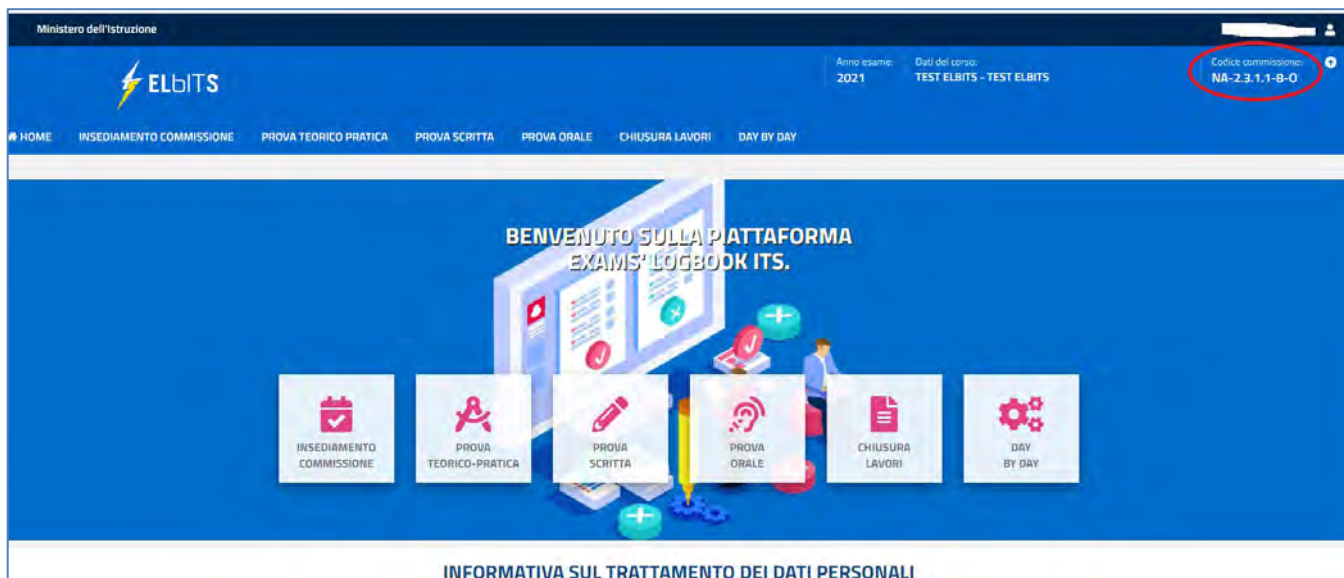 Ministero dell'Istruzione
ELbITS
Anno esame:
2021
Dati del corso:
TEST ELBITS - TEST ELBITS
Codice commissione:
NA-2.3.1.1-B-O
HOME INSEDIAMENTO COMMISSIONE PROVA TEORICO PRATICA PROVA SCRITTA PROVA ORALE CHIUSURA LAVORI DAY BY DAY
BENVENUTO SULLA PIATTAFORMA
EXAMS' LOGBOOK ITS.
INSEDIAMENTO
COMMISSIONE
PROVA
TEORICO-PRATICA
PROVA
SCRITTA
PROVA
ORALE
CHIUSURA
LAVORI
DAY
BY DAY
INFORMATIVA SUL TRATTAMENTO DEI DATI PERSONALI